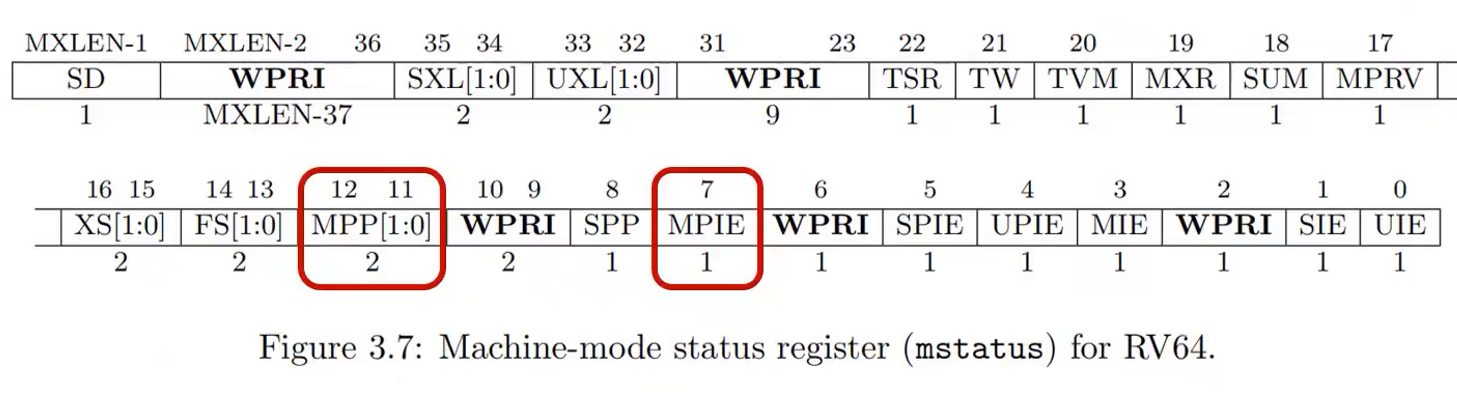 MXLEN-1 MXLEN-2 36 35 34 33 32 31 23 22 21 20 19 18 17
SD WPRI SXL[1:0] UXL[1:0] WPRI TSR TW TVM MXR SUM MPRV
1 MXLEN-37 2 2 9 1 1 1 1 1 1
16 15 14 13 12 11 10 9 8 7 6 5 4 3 2 1 0
XS[1:0] FS[1:0] MPP[1:0] WPRI SPP MPIE WPRI SPIE UPIE MIE WPRI SIE UIE
2 2 2 2 1 1 1 1 1 1 1 1 1
Figure 3.7: Machine-mode status register (mstatus) for RV64.